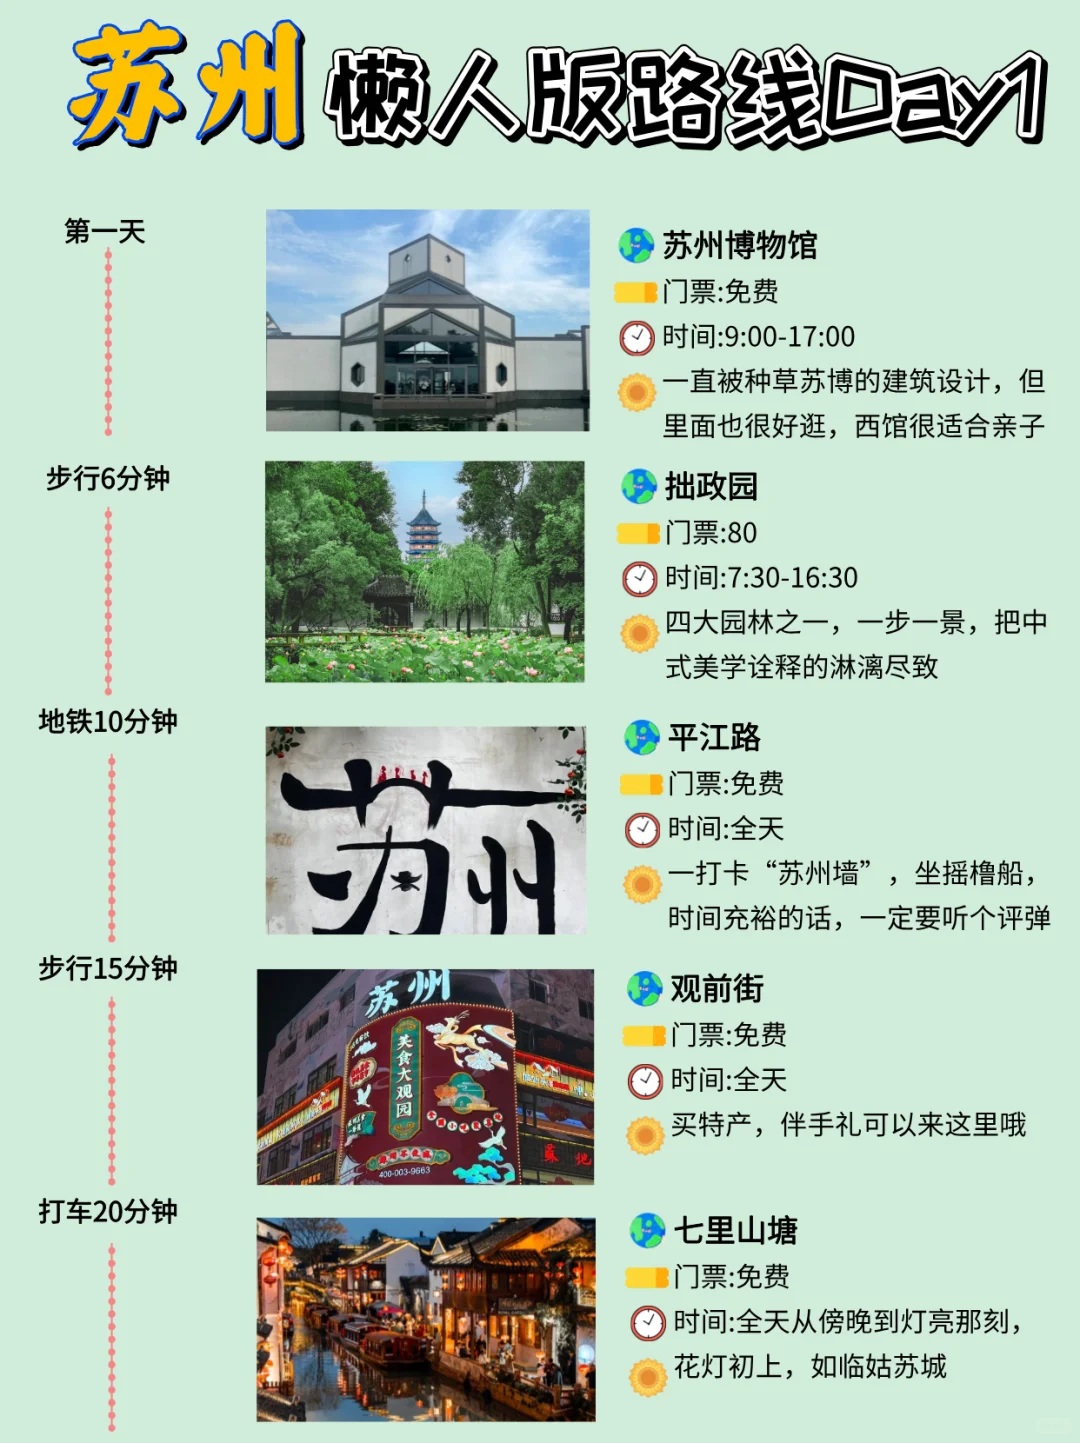 苏州懒人版路线Day1
第一天
苏州博物馆
门票:免费
时间:9:00-17:00
一直被种草苏博的建筑设计，但
里面也很好逛，西馆很适合亲子
步行6分钟
拙政园
门票:80
时间:7:30-16:30
四大园林之一，一步一景，把中
式美学诠释的淋漓尽致
地铁10分钟
平江路
门票:免费
时间:全天
一打卡“苏州墙”，坐摇橹船，
时间充裕的话，一定要听个评弹
苏州
步行15分钟
观前街
门票:免费
时间:全天
买特产，伴手礼可以来这里哦
苏州
美食大观园
400-003-9663
打车20分钟
七里山塘
门票:免费
时间:全天从傍晚到灯亮那刻，
花灯初上，如临姑苏城